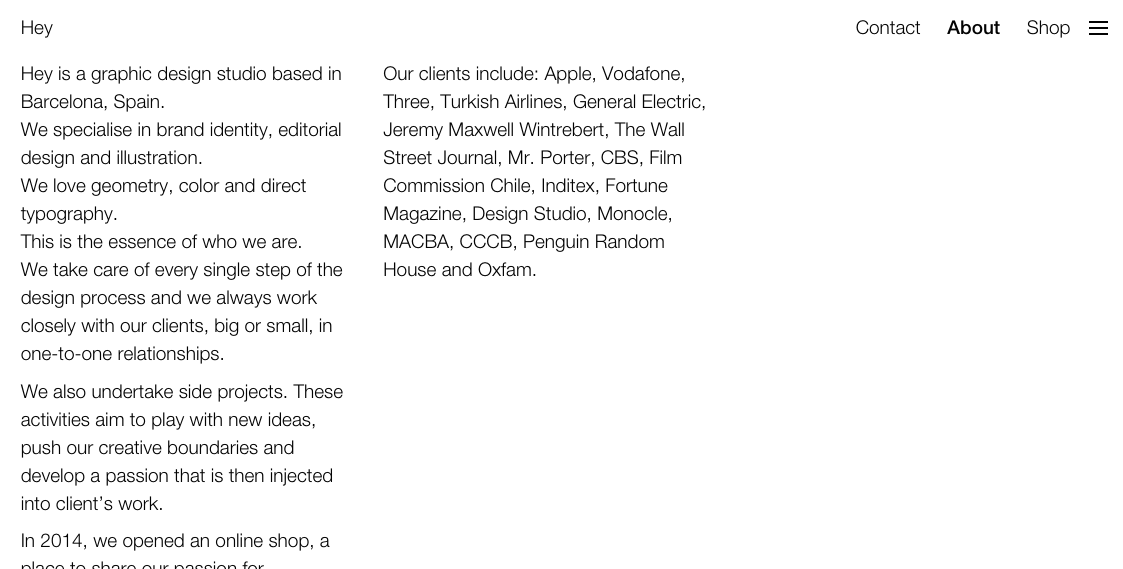 Hey
Contact About Shop
Hey is a graphic design studio based in
Barcelona, Spain.
We specialise in brand identity, editorial
design and illustration.
We love geometry, color and direct
typography.
This is the essence of who we are.
We take care of every single step of the
design process and we always work
closely with our clients, big or small, in
one-to-one relationships.
We also undertake side projects. These
activities aim to play with new ideas,
push our creative boundaries and
develop a passion that is then injected
into client’s work.
In 2014, we opened an online shop, a
place to share our passion for
Our clients include: Apple, Vodafone,
Three, Turkish Airlines, General Electric,
Jeremy Maxwell Wintrebert, The Wall
Street Journal, Mr. Porter, CBS, Film
Commission Chile, Inditex, Fortune
Magazine, Design Studio, Monocle,
MACBA, CCCB, Penguin Random
House and Oxfam.